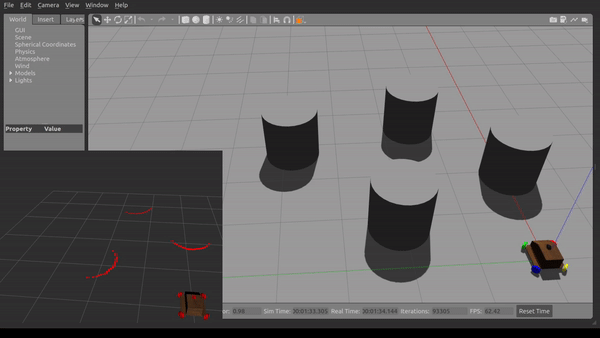 File Edit Camera View Window Help
World Insert Layers
GUI
Scene
Spherical Coordinates
Physics
Atmosphere
Wind
Models
Lights
Property Value
0.98 Sim Time: 00:01:33.305 Real Time: 00:01:34.144 Iterations: 93305 FPS: 62.43 Reset Time